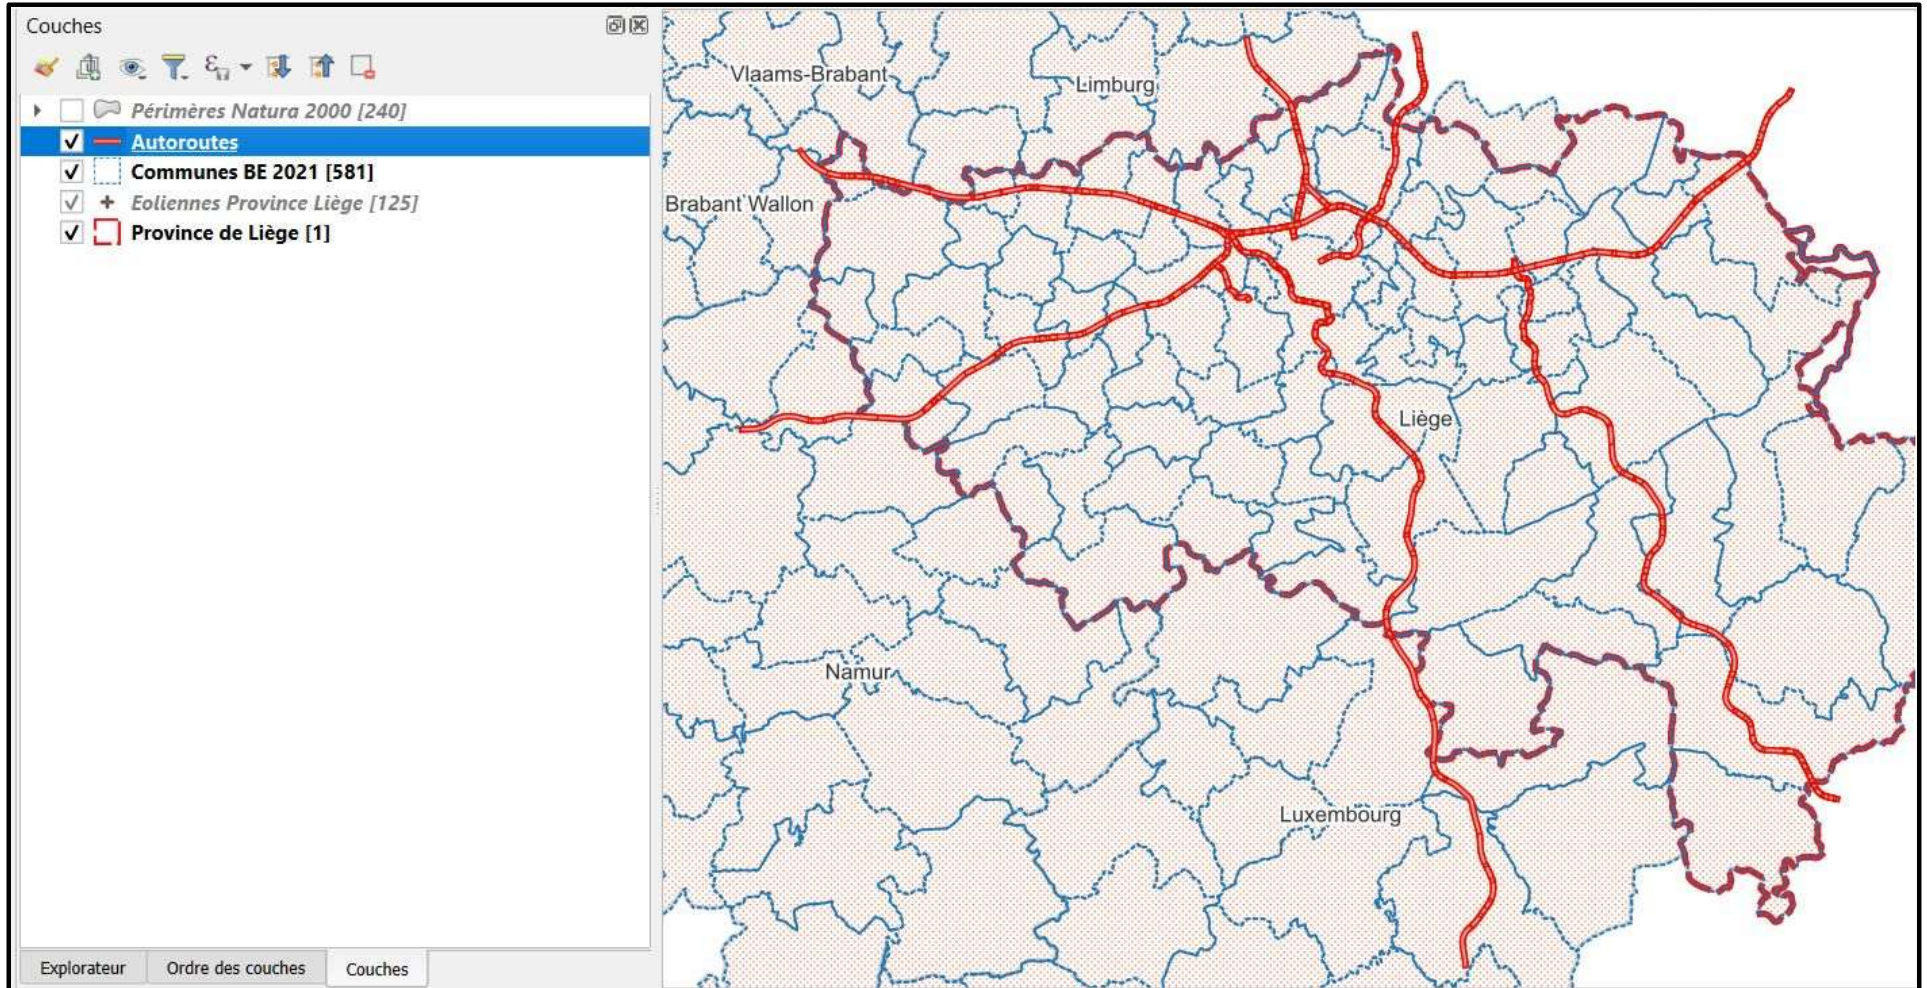 Couches
Périmères Natura 2000 [240]
Autoroutes
Communes BE 2021 [581]
Eoliennes Province Liège [125]
Province de Liège [1]
Explorateur
Ordre des couches
Couches
Vlaams-Brabant
Limburg
Brabant Wallon
Liège
Namur
Luxembourg